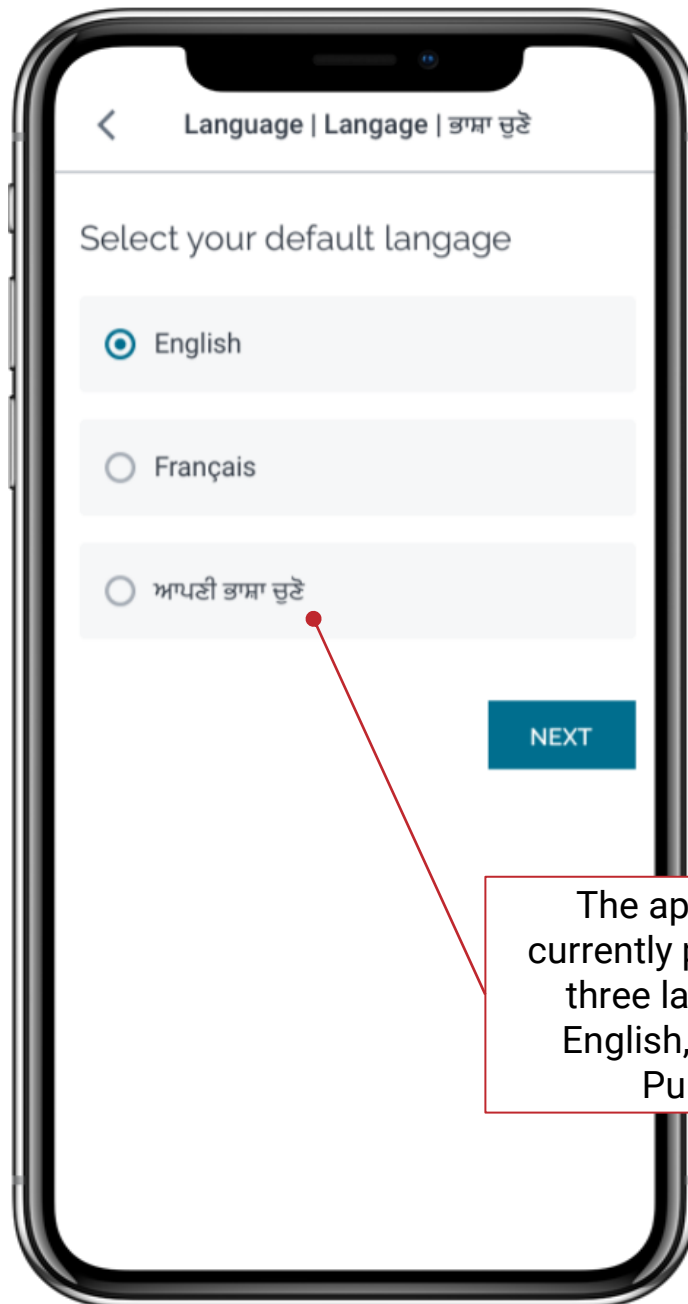 Language | Langage | ਭਾਸ਼ਾ ਚੁਣੋ
Select your default langage
English
Français
ਆਪਣੀ ਭਾਸ਼ਾ ਚੁਣੋ
NEXT
The ap
currently p
three la
English,
Pu